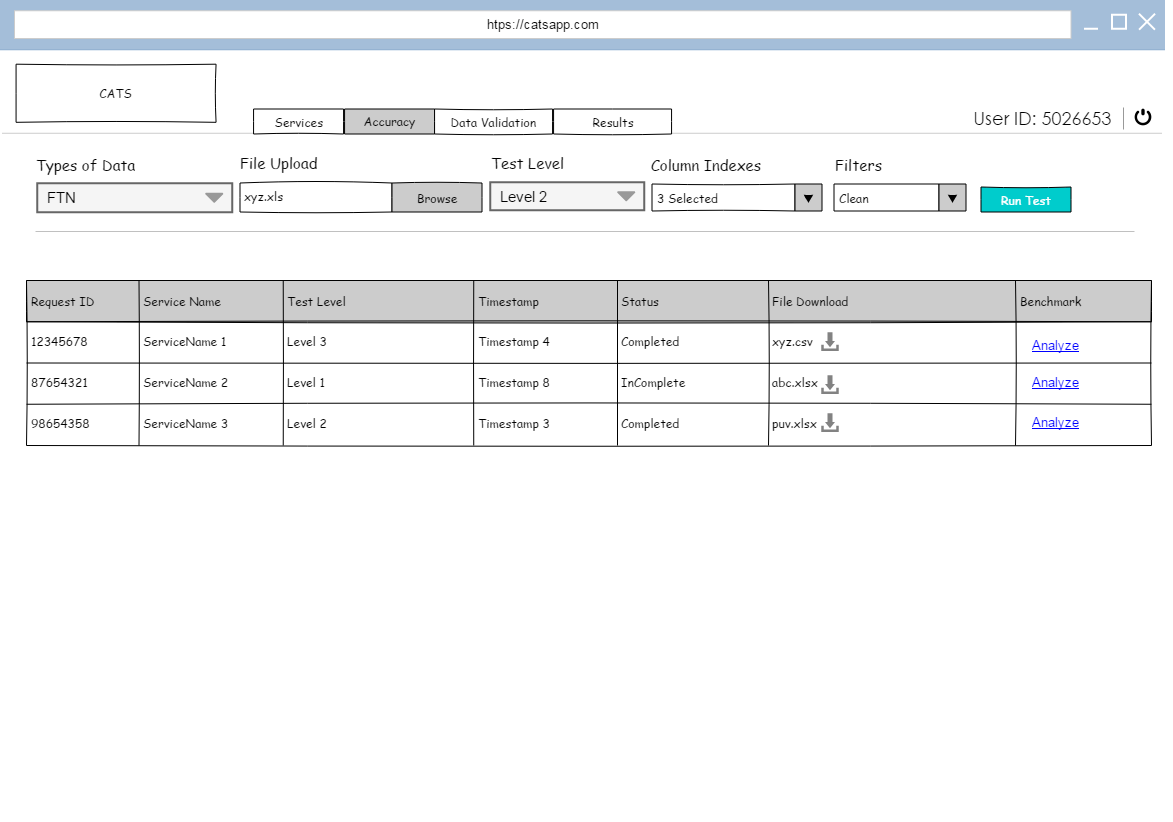 htps://catsapp.com
CATS
Services Accuracy Data Validation Results
User ID: 5026653
Types of Data File Upload Test Level Column Indexes Filters
FTN xyz.xls Browse Level 2 3 Selected Clean Run Test
Request ID Service Name Test Level Timestamp Status File Download Benchmark
12345678 ServiceName 1 Level 3 Timestamp 4 Completed xyz.csv Analyze
87654321 ServiceName 2 Level 1 Timestamp 8 InComplete abc.xlsx Analyze
98654358 ServiceName 3 Level 2 Timestamp 3 Completed puv.xlsx Analyze